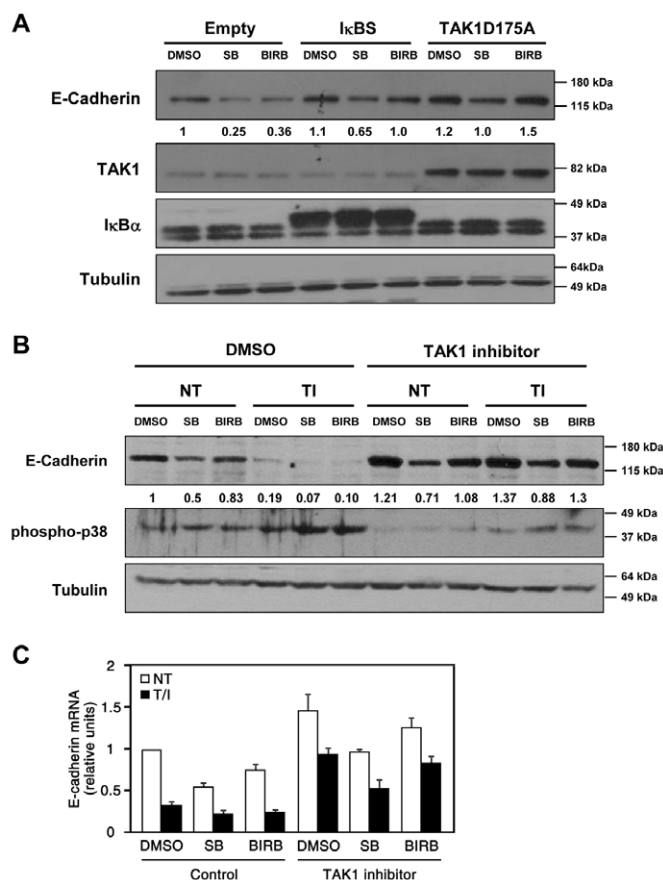 A
Empty IκBS TAK1D175A
DMSO SB BIRB DMSO SB BIRB DMSO SB BIRB
180 kDa
E-Cadherin
115 kDa
1 0.25 0.36 1.1 0.65 1.0 1.2 1.0 1.5
TAK1 82 kDa
49 kDa
IκBα
37 kDa
64kDa
Tubulin
49 kDa
B
DMSO TAK1 inhibitor
NT TI NT TI
DMSO SB BIRB DMSO SB BIRB DMSO SB BIRB DMSO SB BIRB
180 kDa
E-Cadherin
115 kDa
1 0.5 0.83 0.19 0.07 0.10 1.21 0.71 1.08 1.37 0.88 1.3
49 kDa
phospho-p38
37 kDa
64 kDa
Tubulin
49 kDa
C
2
NT
T/I
1.5
1
0.5
0
E-cadherin mRNA
(relative units)
DMSO SB BIRB DMSO SB BIRB
Control TAK1 inhibitor